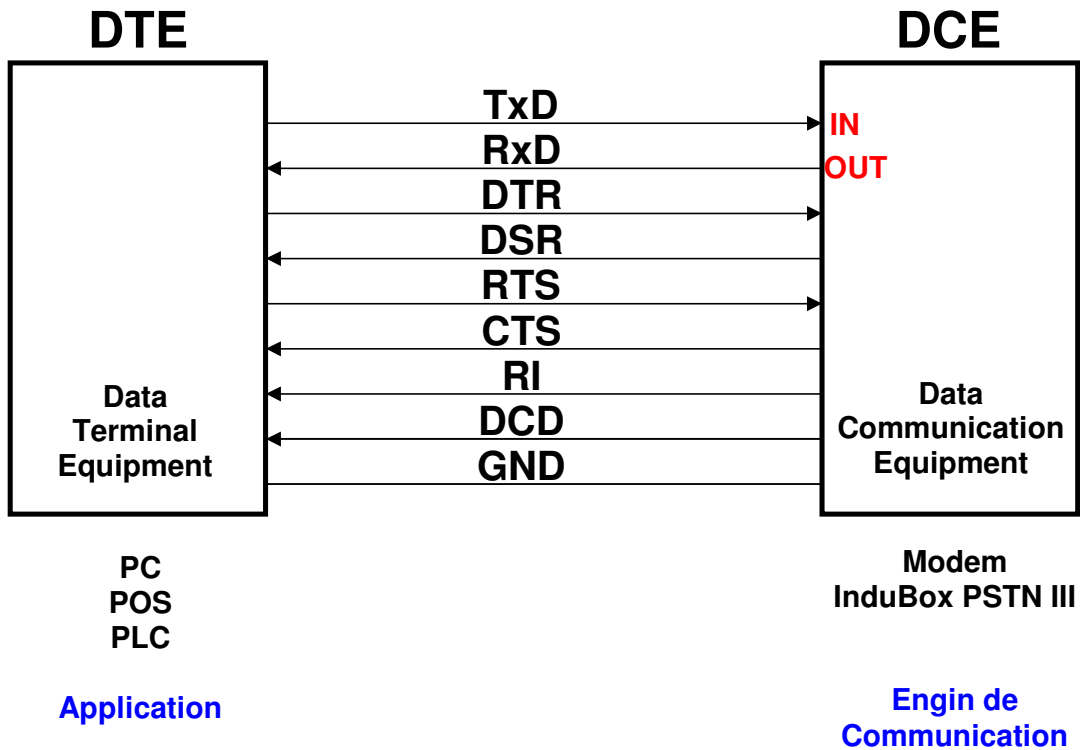 DTE
DCE
TxD
IN
RxD
OUT
DTR
DSR
RTS
CTS
RI
DCD
GND
Data
Terminal
Equipment
Data
Communication
Equipment
PC
POS
PLC
Modem
InduBox PSTN III
Application
Engin de
Communication